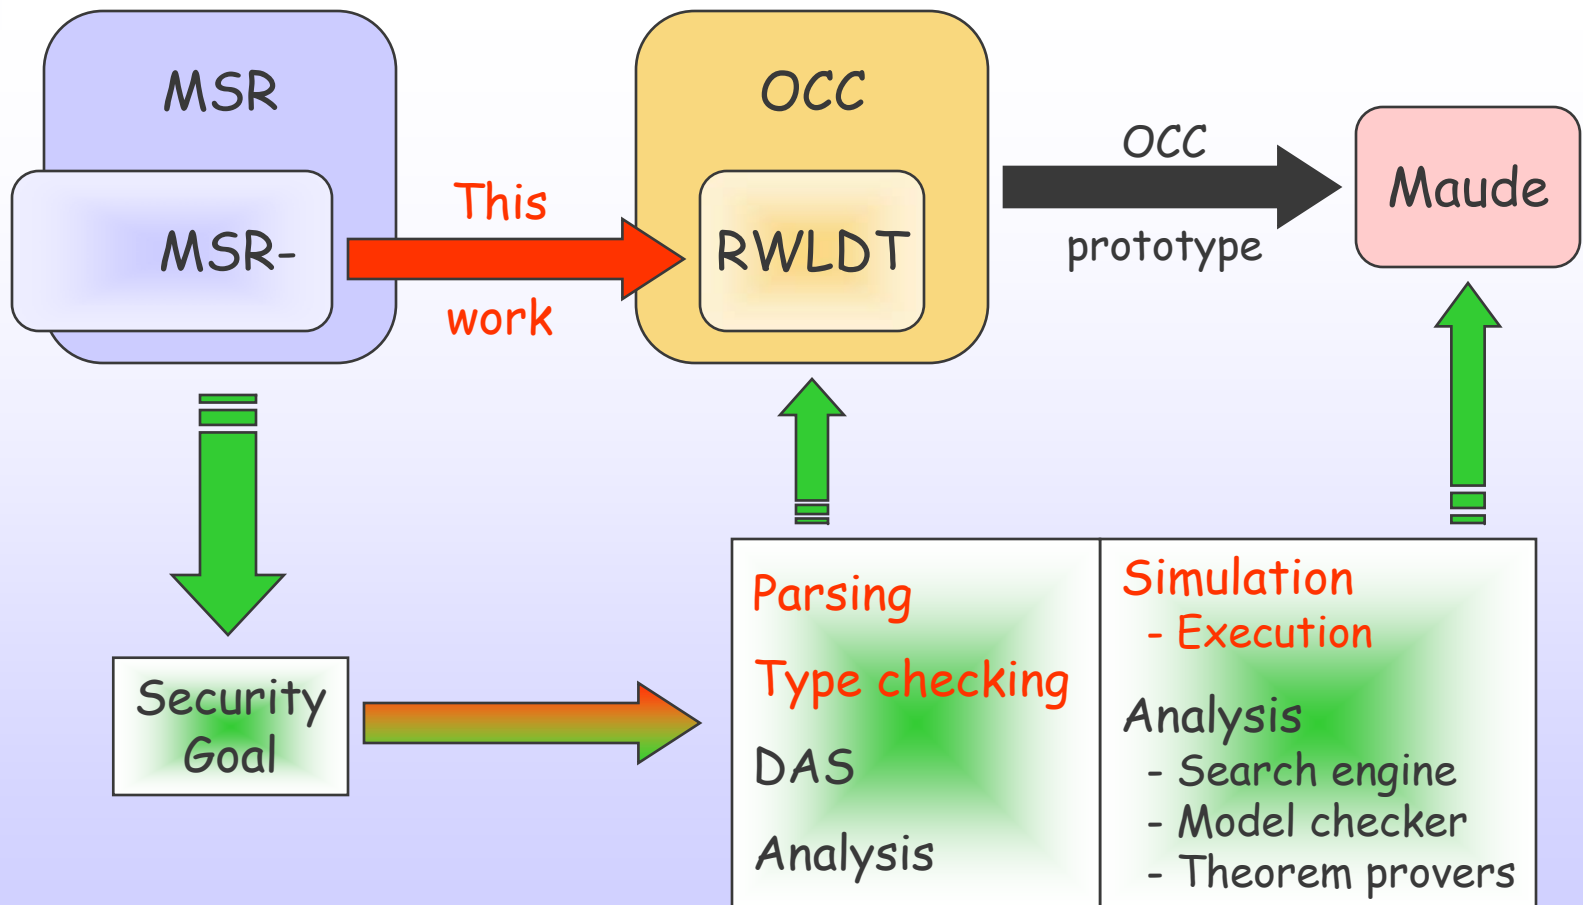 MSR
MSR-
This
work
OCC
RWLDT
OCC
prototype
Maude
Security
Goal
Parsing
Type checking
DAS
Analysis
Simulation
- Execution
Analysis
- Search engine
- Model checker
- Theorem provers